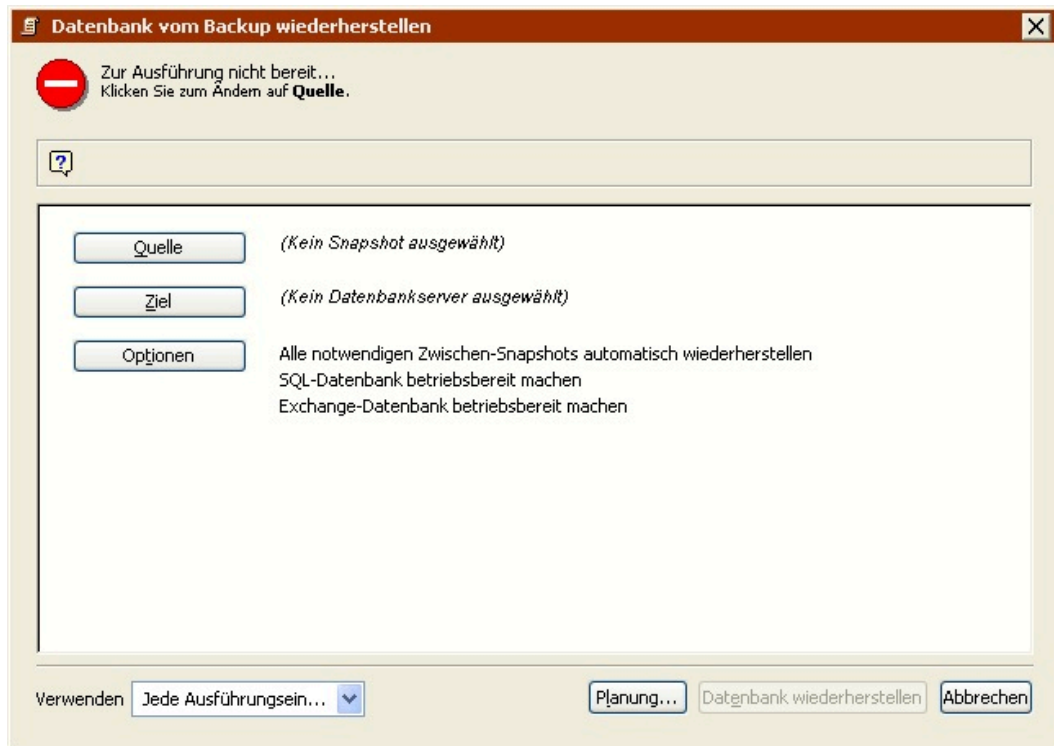 Datenbank vom Backup wiederherstellen
Zur Ausführung nicht bereit...
Klicken Sie zum Ändern auf Quelle.
Quelle
(Kein Snapshot ausgewählt)
Ziel
(Kein Datenbankserver ausgewählt)
Optionen
Alle notwendigen Zwischen-Snapshots automatisch wiederherstellen
SQL-Datenbank betriebsbereit machen
Exchange-Datenbank betriebsbereit machen
Verwenden
Jede Ausführungsein...
Planung...
Datenbank wiederherstellen
Abbrechen